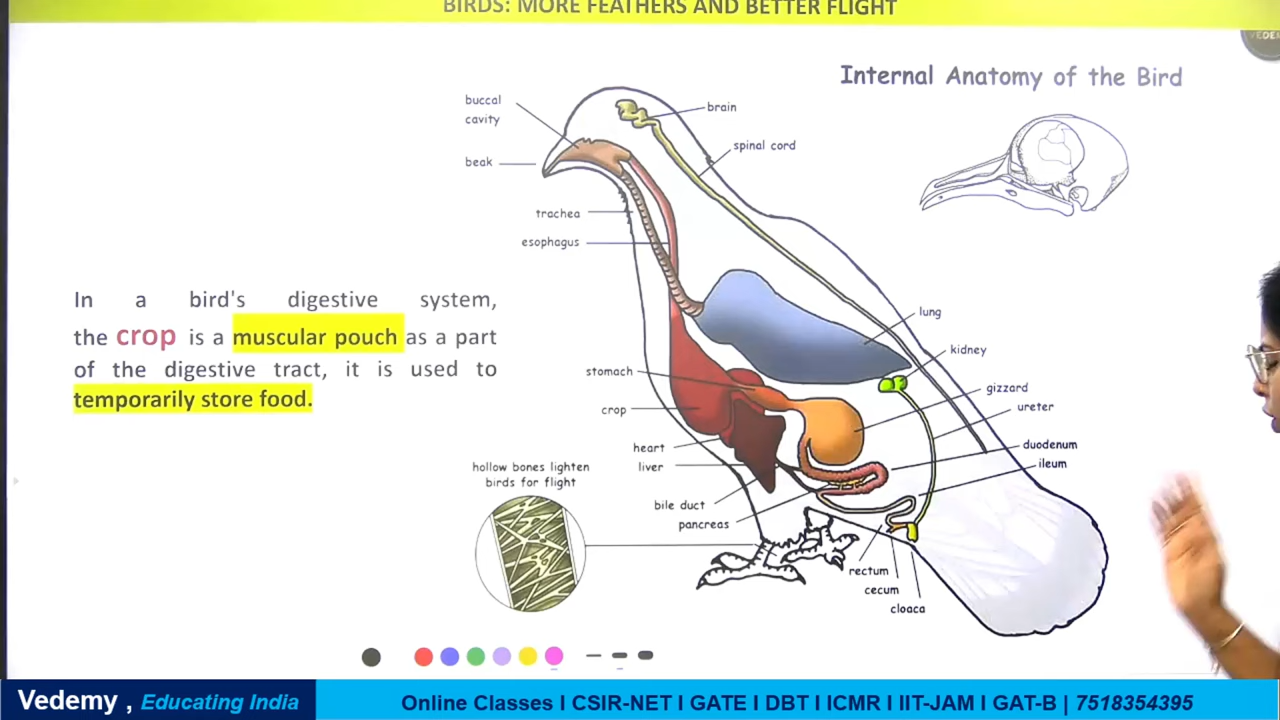 BIRDS: MORE FEATHERS AND BETTER FLIGHT
VEDEM
Internal Anatomy of the Bird
buccal
cavity
brain
beak
spinal cord
trachea
esophagus
In a bird's digestive system,
the crop is a muscular pouch as a part
of the digestive tract, it is used to
temporarily store food.
lung
kidney
stomach
gizzard
crop
ureter
heart
duodenum
liver
ileum
hollow bones lighten
birds for flight
bile duct
pancreas
rectum
cecum
cloaca
Vedemy , Educating India
Online Classes I CSIR-NET I GATE I DBT I ICMR I IIT-JAM I GAT-B | 7518354395